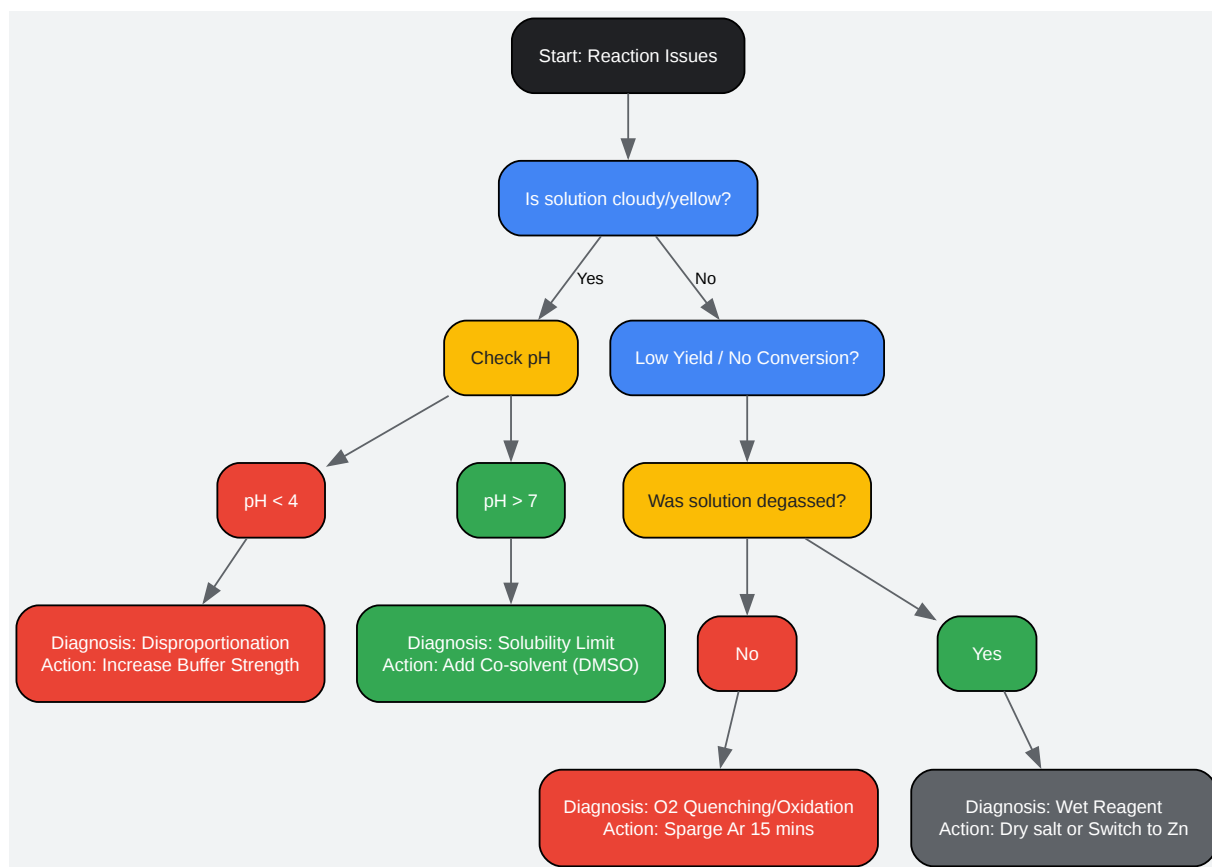 Start: Reaction Issues
Is solution cloudy/yellow?
Yes
No
Check pH
Low Yield / No Conversion?
pH < 4
pH > 7
Was solution degassed?
Diagnosis: Disproportionation
Action: Increase Buffer Strength
Diagnosis: Solubility Limit
Action: Add Co-solvent (DMSO)
No
Yes
Diagnosis: O2 Quenching/Oxidation
Action: Sparge Ar 15 mins
Diagnosis: Wet Reagent
Action: Dry salt or Switch to Zn